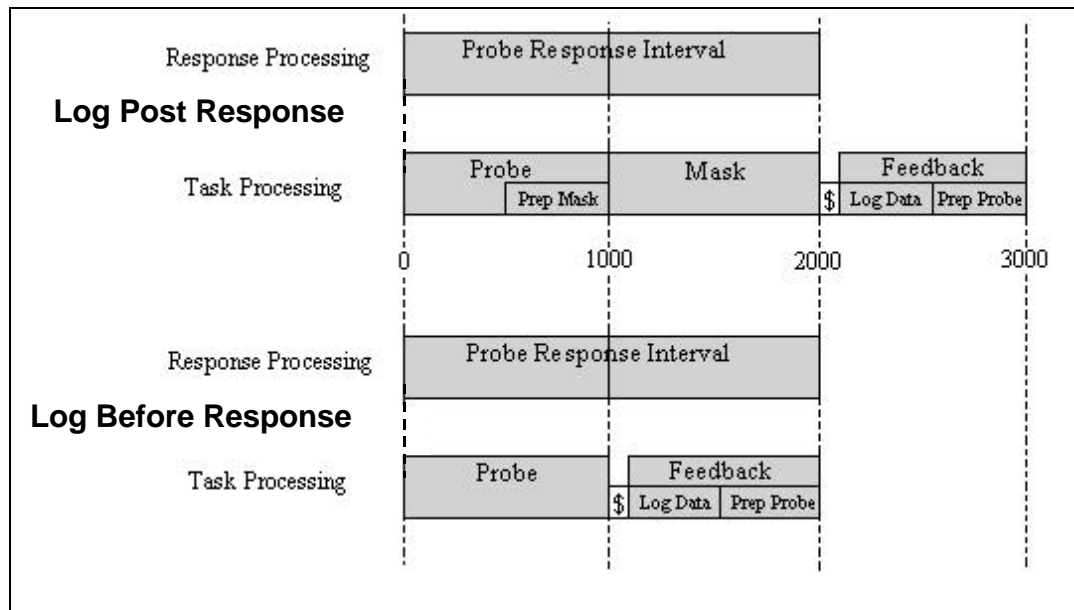 Response Processing
Probe Response Interval
Log Post Response
Task Processing
Probe
Prep Mask
Mask
$
Feedback
Log Data
Prep Probe
0
1000
2000
3000
Response Processing
Probe Response Interval
Log Before Response
Task Processing
Probe
$
Feedback
Log Data
Prep Probe